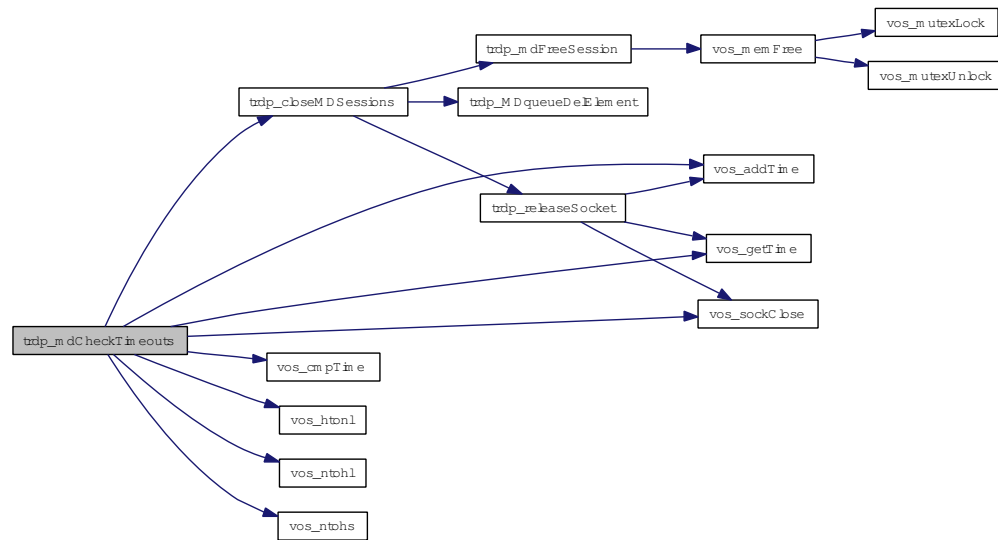 vos_mutexLock
trdp_mdFreeSession
vos_memFree
vos_mutexUnlock
trdp_closeMDSessions
trdp_MDqueueDelElement
vos_addTime
trdp_releaseSocket
vos_getTime
vos_sockClose
trdp_mdCheckTimeouts
vos_cmpTime
vos_htonl
vos_ntohl
vos_ntohs